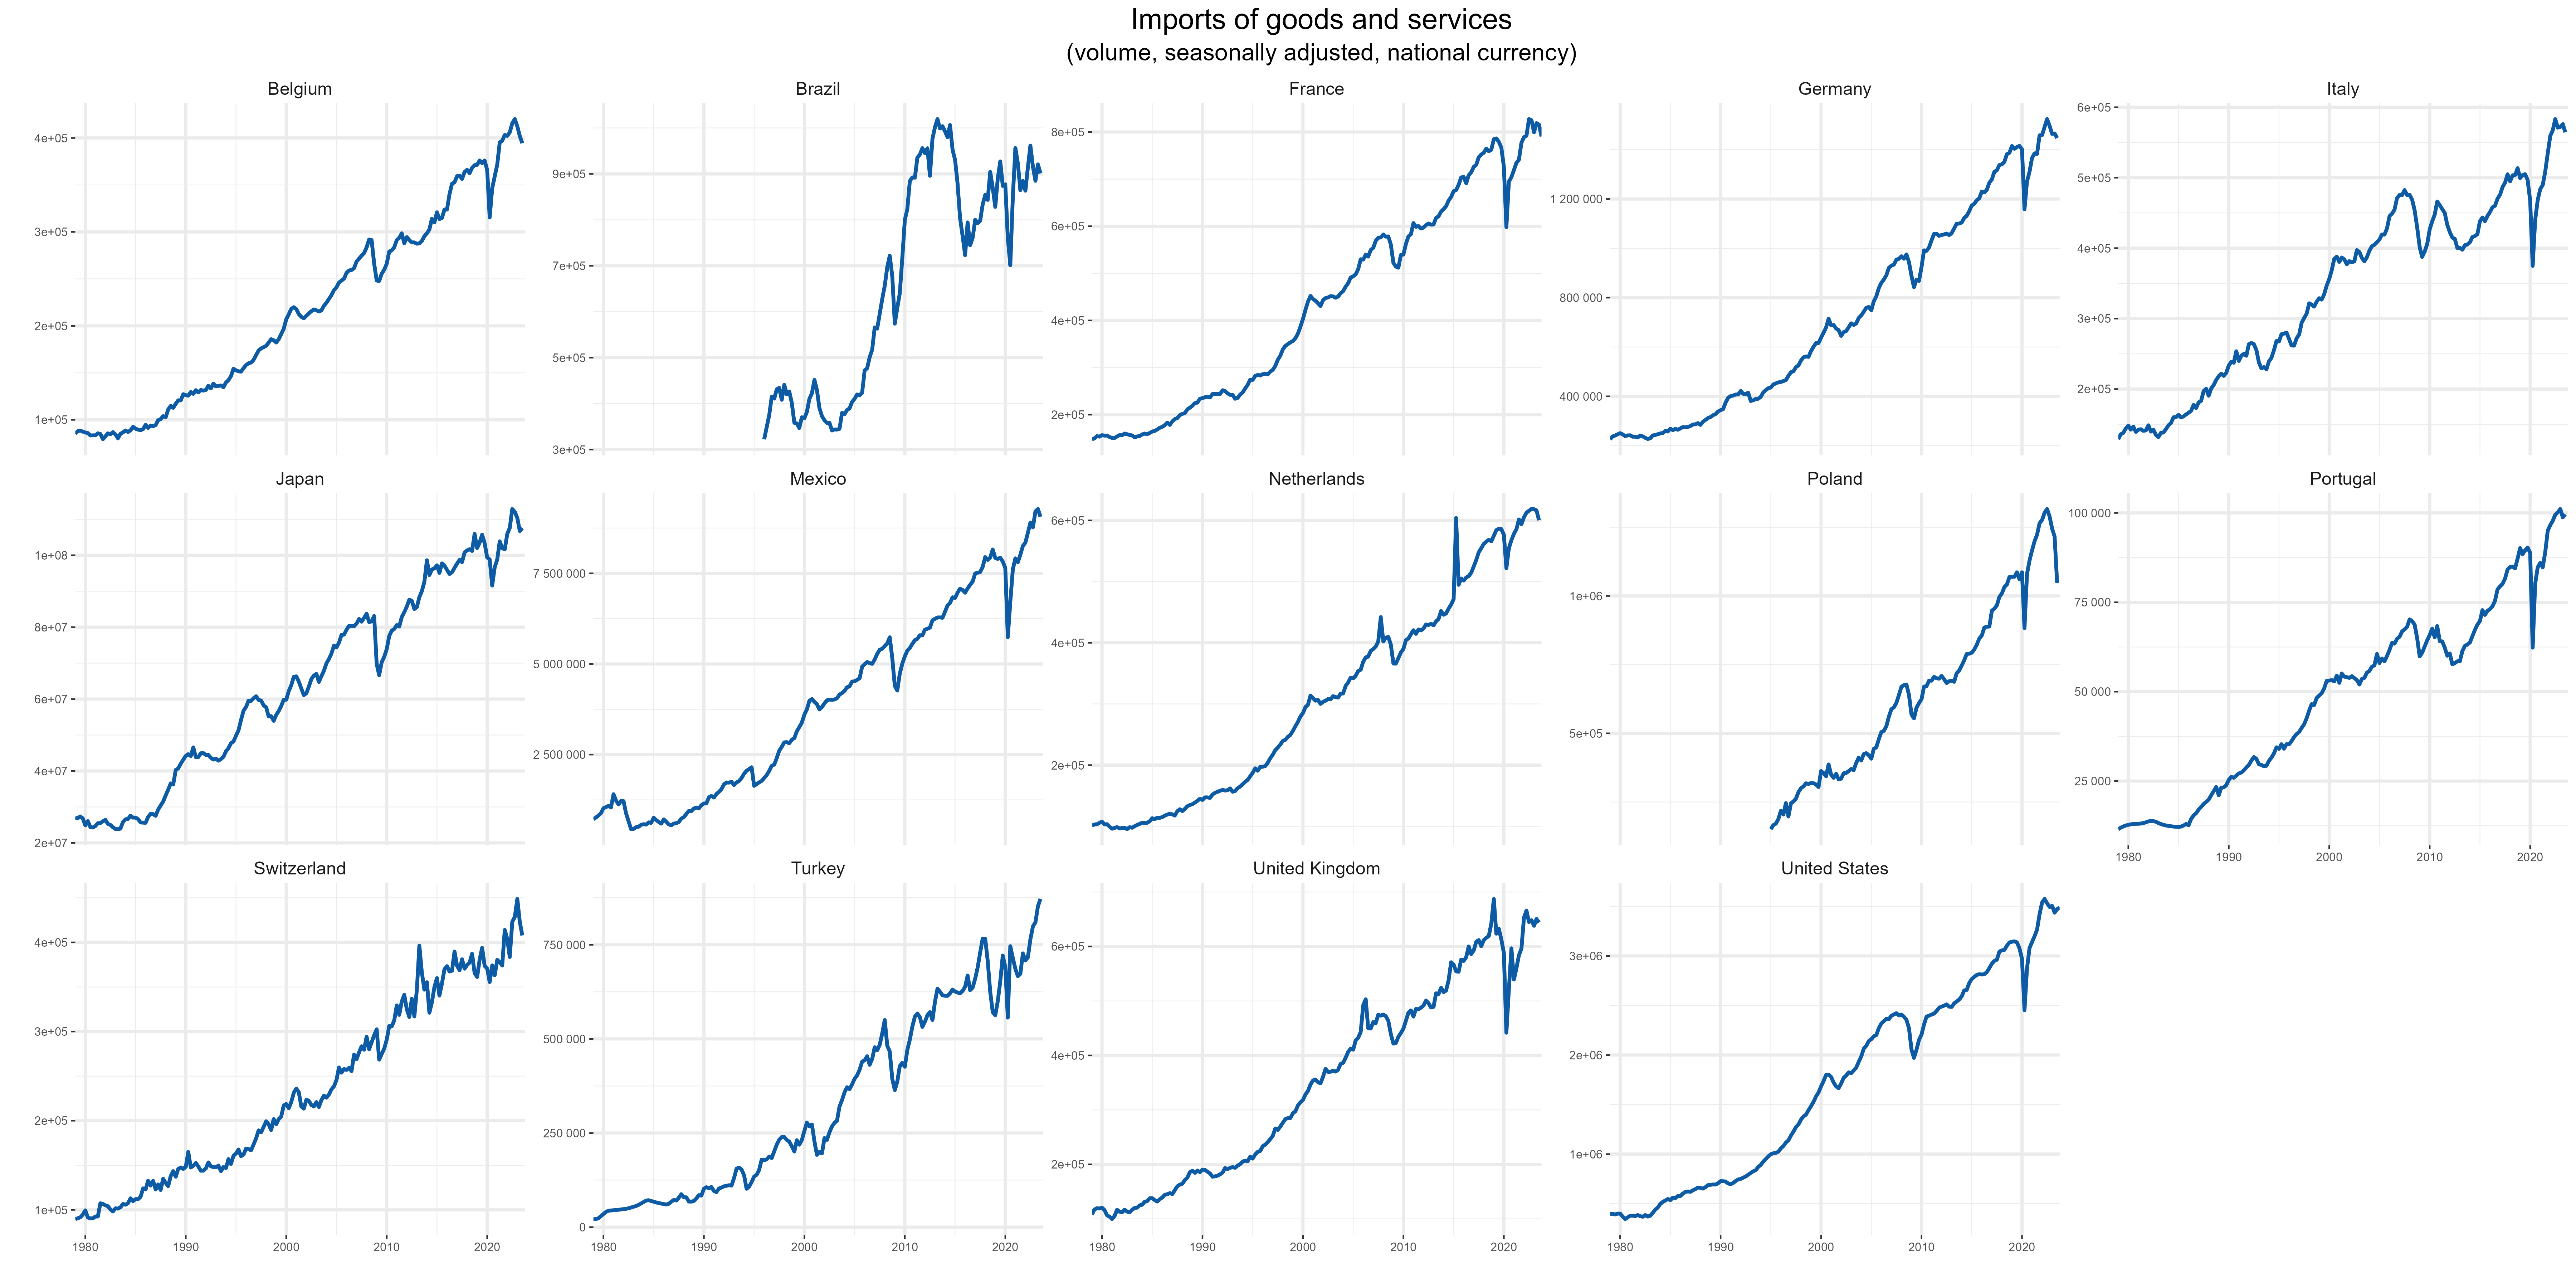 Imports of goods and services
(volume, seasonally adjusted, national currency)
Belgium
Brazil
France
Germany
Italy
4e+05
3e+05
2e+05
1e+05
9e+05
7e+05
5e+05
3e+05
8e+05
6e+05
4e+05
2e+05
1 200 000
800 000
400 000
6e+05
5e+05
4e+05
3e+05
2e+05
Japan
Mexico
Netherlands
Poland
Portugal
1e+08
8e+07
6e+07
4e+07
2e+07
7 500 000
5 000 000
2 500 000
6e+05
4e+05
2e+05
1e+06
5e+05
100 000
75 000
50 000
25 000
1980 1990 2000 2010 2020
Switzerland
Turkey
United Kingdom
United States
4e+05
3e+05
2e+05
1e+05
750 000
500 000
250 000
0
6e+05
4e+05
2e+05
3e+06
2e+06
1e+06
1980 1990 2000 2010 2020
1980 1990 2000 2010 2020
1980 1990 2000 2010 2020
1980 1990 2000 2010 2020